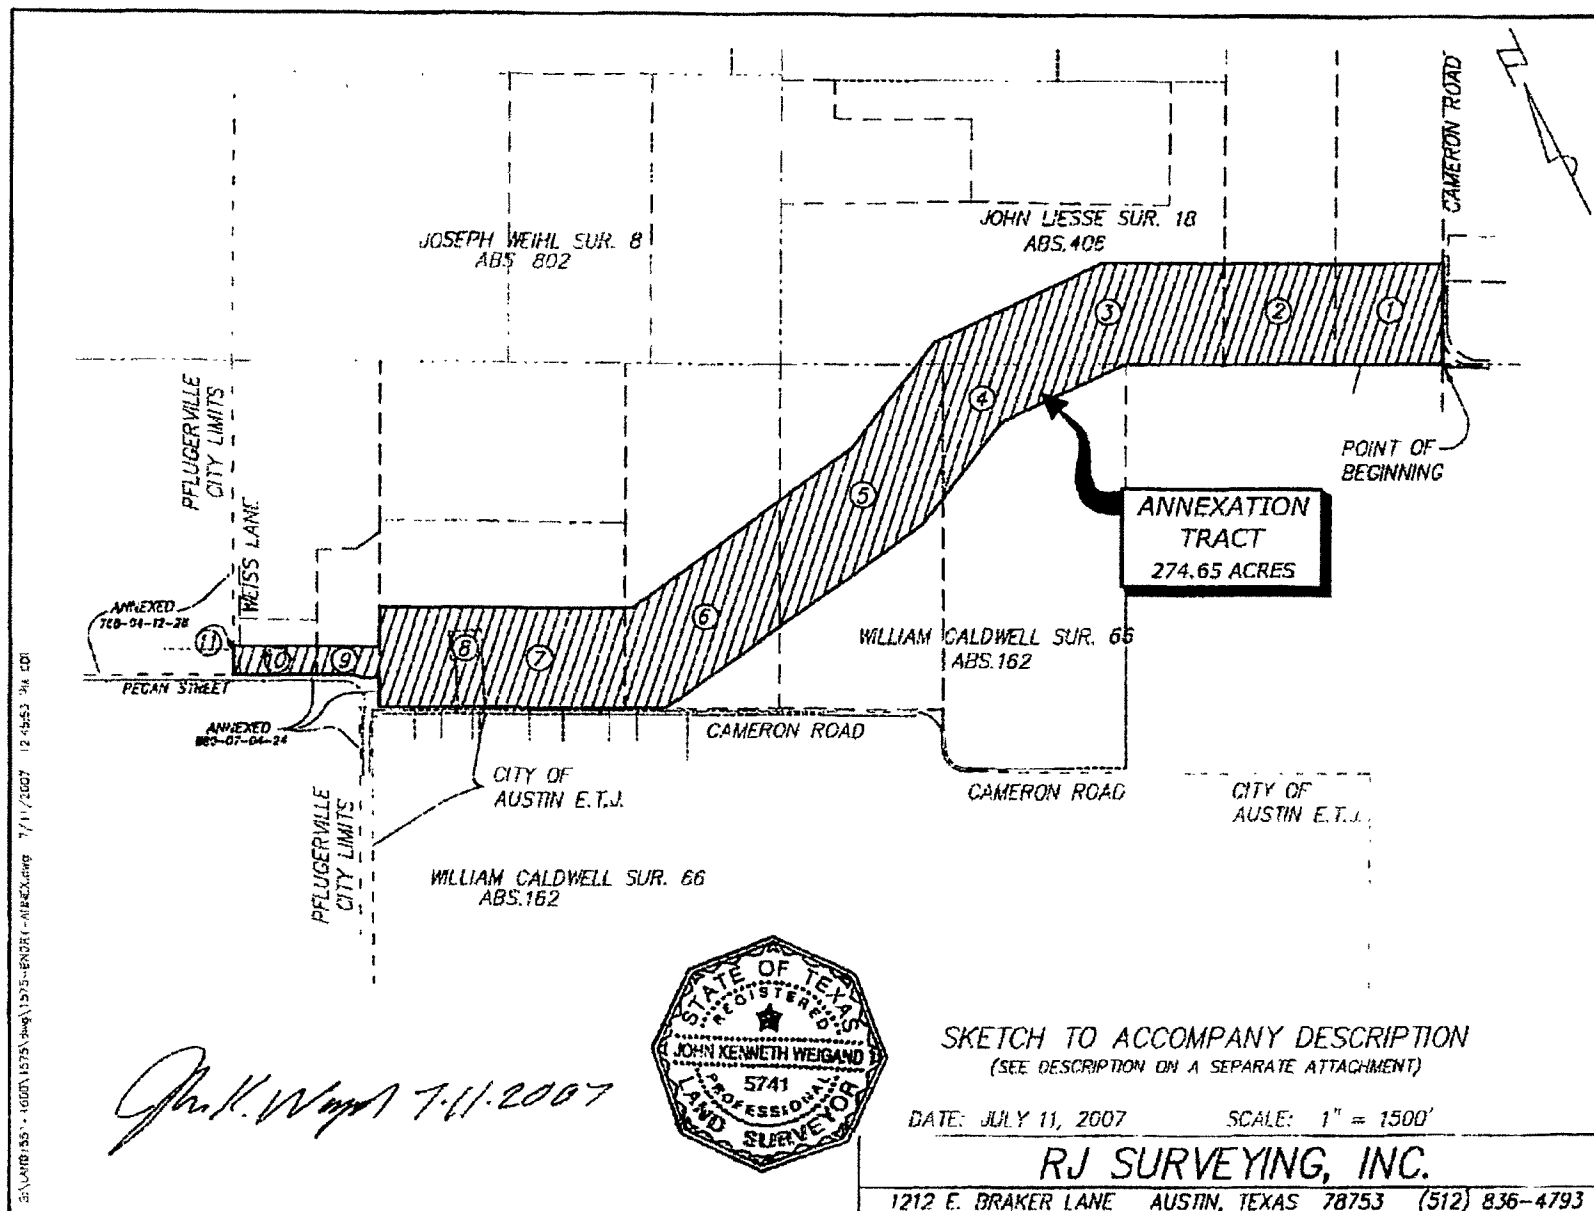 CAMERON ROAD
JOHN LIESSE SUR. 18
ABS. 406
JOSEPH WEIHL SUR. 8
ABS 802
3
2
1
4
PFLUGERVILLE
CITY LIMITS
POINT OF
BEGINNING
5
ANNEXATION
TRACT
274.65 ACRES
WEISS LANE
ANNEXED
11
10
9
8
7
6
WILLIAM CALDWELL SUR. 66
ABS.162
PECAN STREET
ANNEXED
CAMERON ROAD
CITY OF
AUSTIN E.T.J.
CAMERON ROAD
CITY OF
AUSTIN E.T.J.
PFLUGERVILLE
CITY LIMITS
WILLIAM CALDWELL SUR. 66
ABS.162
STATE OF TEXAS
REGISTERED
JOHN KENNETH WEIGAND
5741
PROFESSIONAL
LAND SURVEYOR
7.11.2007
SKETCH TO ACCOMPANY DESCRIPTION
(SEE DESCRIPTION ON A SEPARATE ATTACHMENT)
DATE: JULY 11, 2007 SCALE: 1" = 1500'
RJ SURVEYING, INC.
1212 E. BRAKER LANE AUSTIN, TEXAS 78753 (512) 836-4793